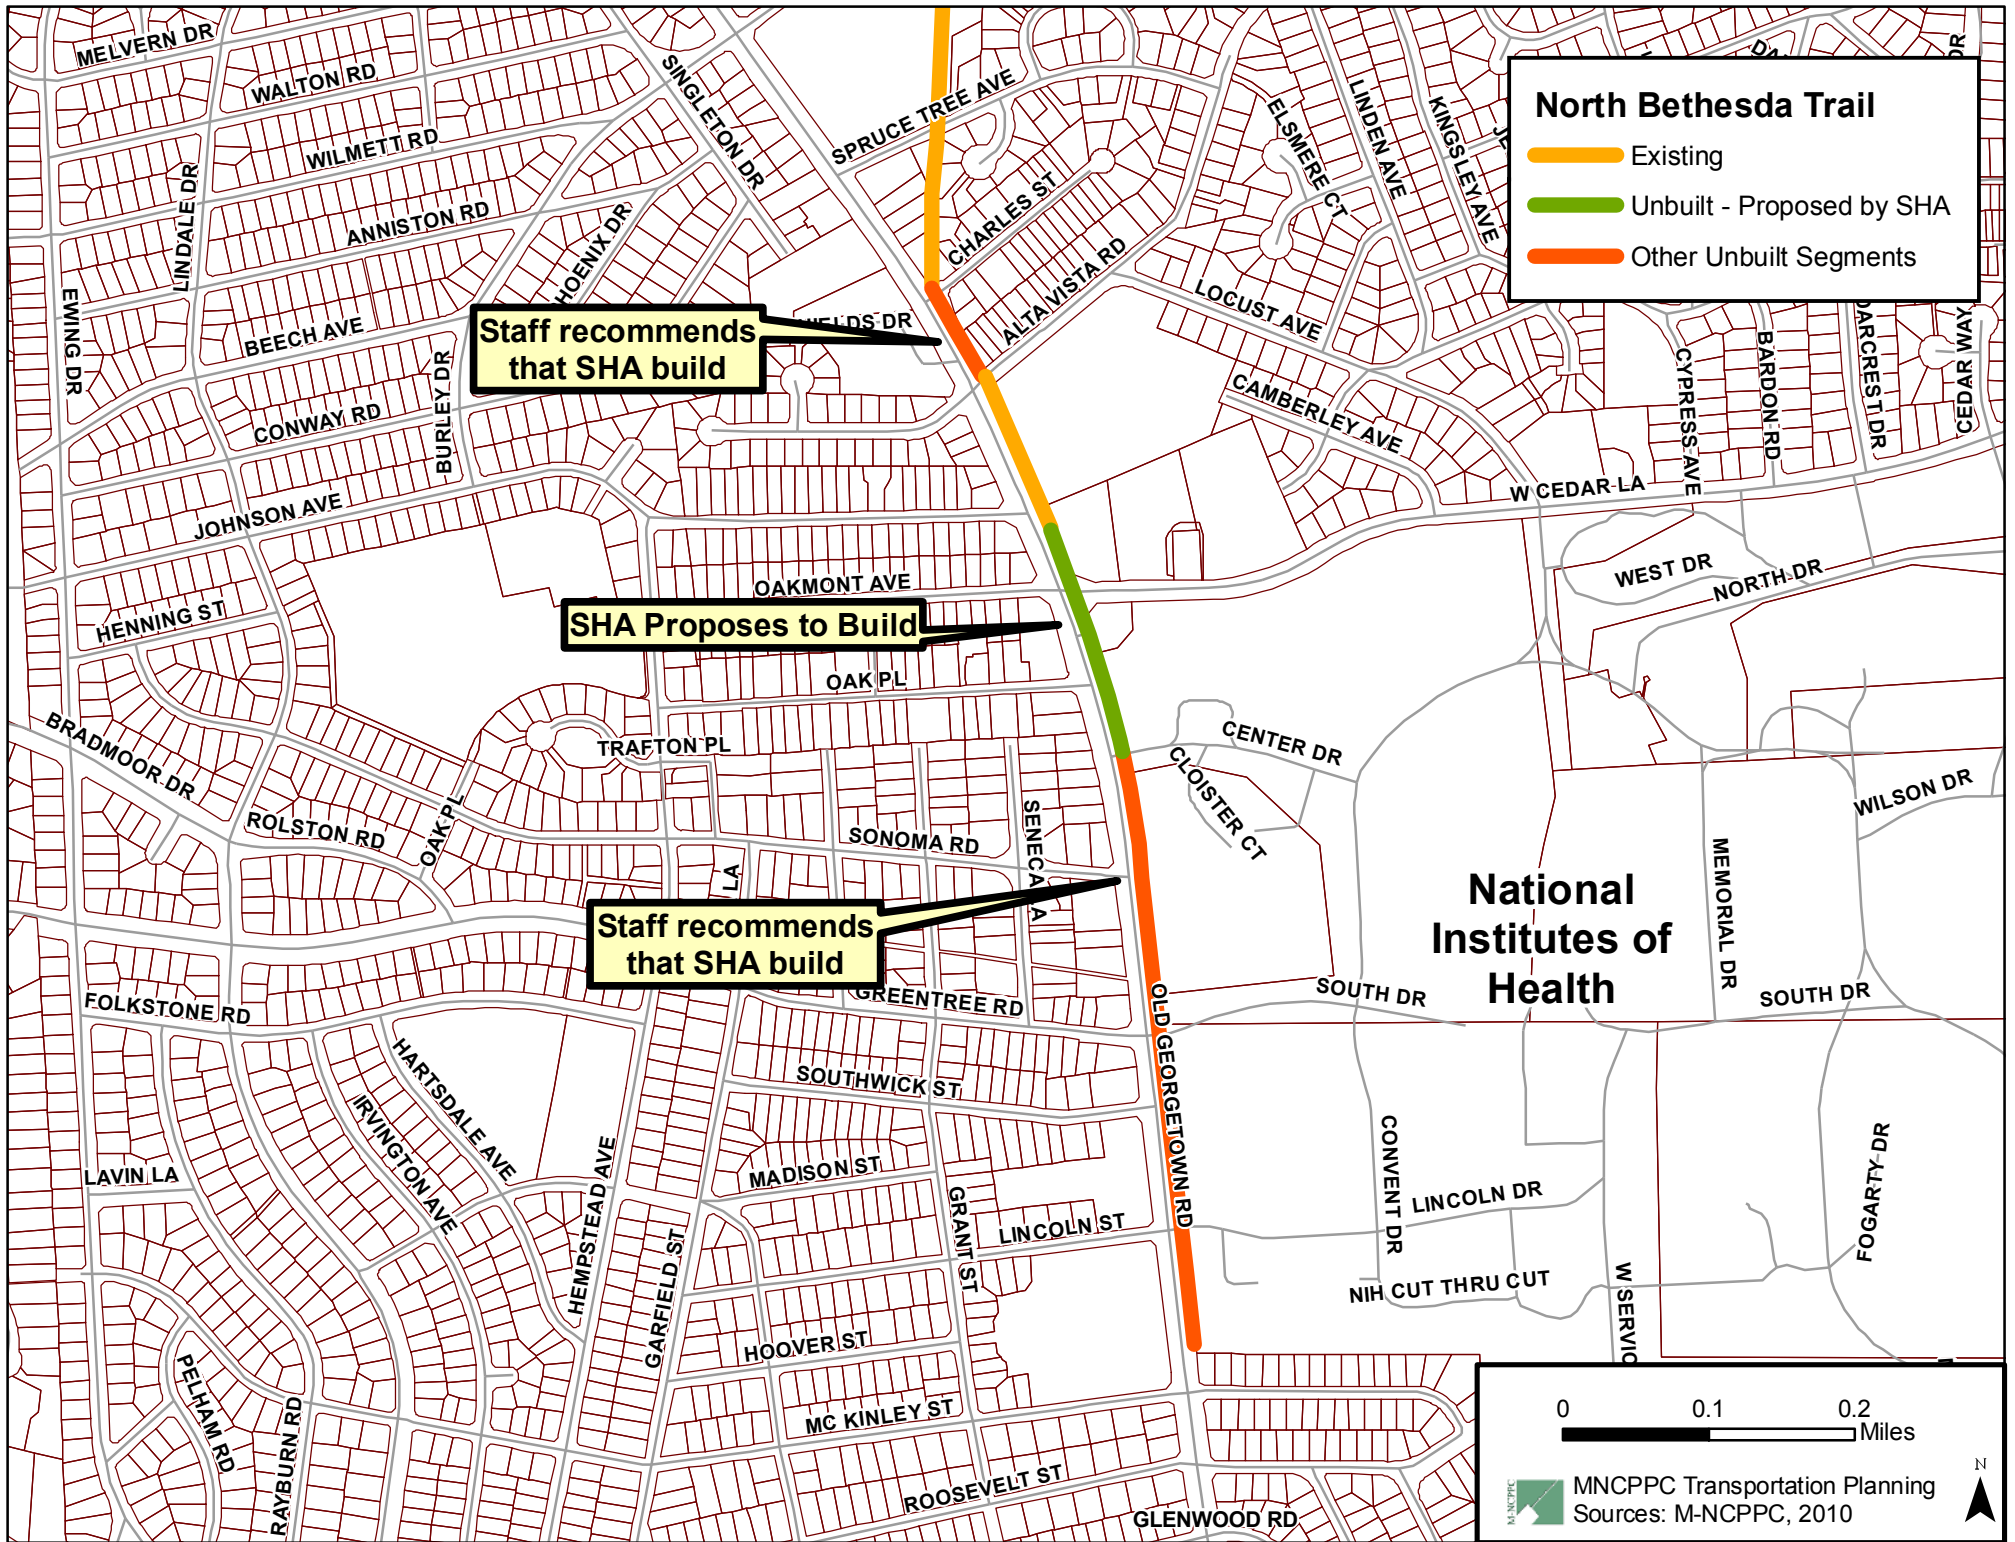 MELVERN DR
WALTON RD
WILMETT RD
ANNISTON RD
LINDALE DR
EWING DR
BEECH AVE
CONWAY RD
BURLEY DR
JOHNSON AVE
HENNING ST
SINGLETON DR
SPRUCE TREE AVE
CHARLES ST
ALTA VISTA RD
ELSMERE CT
LINDEN AVE
KINGSLEY AVE
LOCUST AVE
CAMBERLEY AVE
North Bethesda Trail
Existing
Unbuilt - Proposed by SHA
Other Unbuilt Segments
Staff recommends
that SHA build
CYPRESS AVE
BARDON RD
CEDAR WAY
W CEDAR LA
WEST DR
NORTH DR
OAKMONT AVE
SHA Proposes to Build
OAK PL
TRAFTON PL
BRADMOOR DR
ROLSTON RD
OAK PL
SONOMA RD
LA
CENTER DR
CLOISTER CT
WILSON DR
MEMORIAL DR
National
Institutes of
Health
Staff recommends
that SHA build
SOUTH DR
SOUTH DR
FOLKSTONE RD
GREENTREE RD
OLD GEORGETOWN RD
HARTSDALE AVE
IRVINGTON AVE
SOUTHWICK ST
MADISON ST
LAVIN LA
HEMPSTEAD AVE
GARFIELD ST
GRANT ST
LINCOLN ST
CONVENT DR
LINCOLN DR
FOGARTY DR
NIH CUT THRU CUT
HOOVER ST
MC KINLEY ST
PELHAM RD
RAYBURN RD
ROOSEVELT ST
GLENWOOD RD
0 0.1 0.2
Miles
N
M-NCPPC
MNCPPC Transportation Planning
Sources: M-NCPPC, 2010